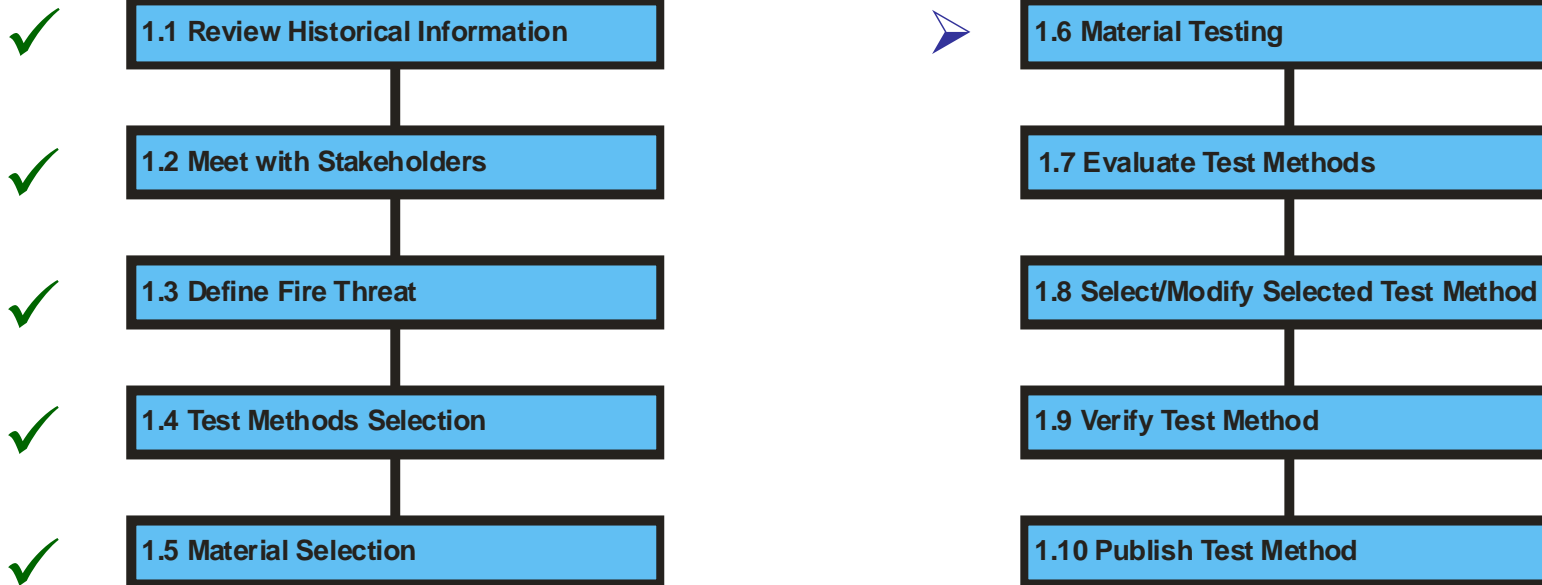 1.1 Review Historical Information
1.2 Meet with Stakeholders
1.3 Define Fire Threat
1.4 Test Methods Selection
1.5 Material Selection
1.6 Material Testing
1.7 Evaluate Test Methods
1.8 Select/Modify Selected Test Method
1.9 Verify Test Method
1.10 Publish Test Method